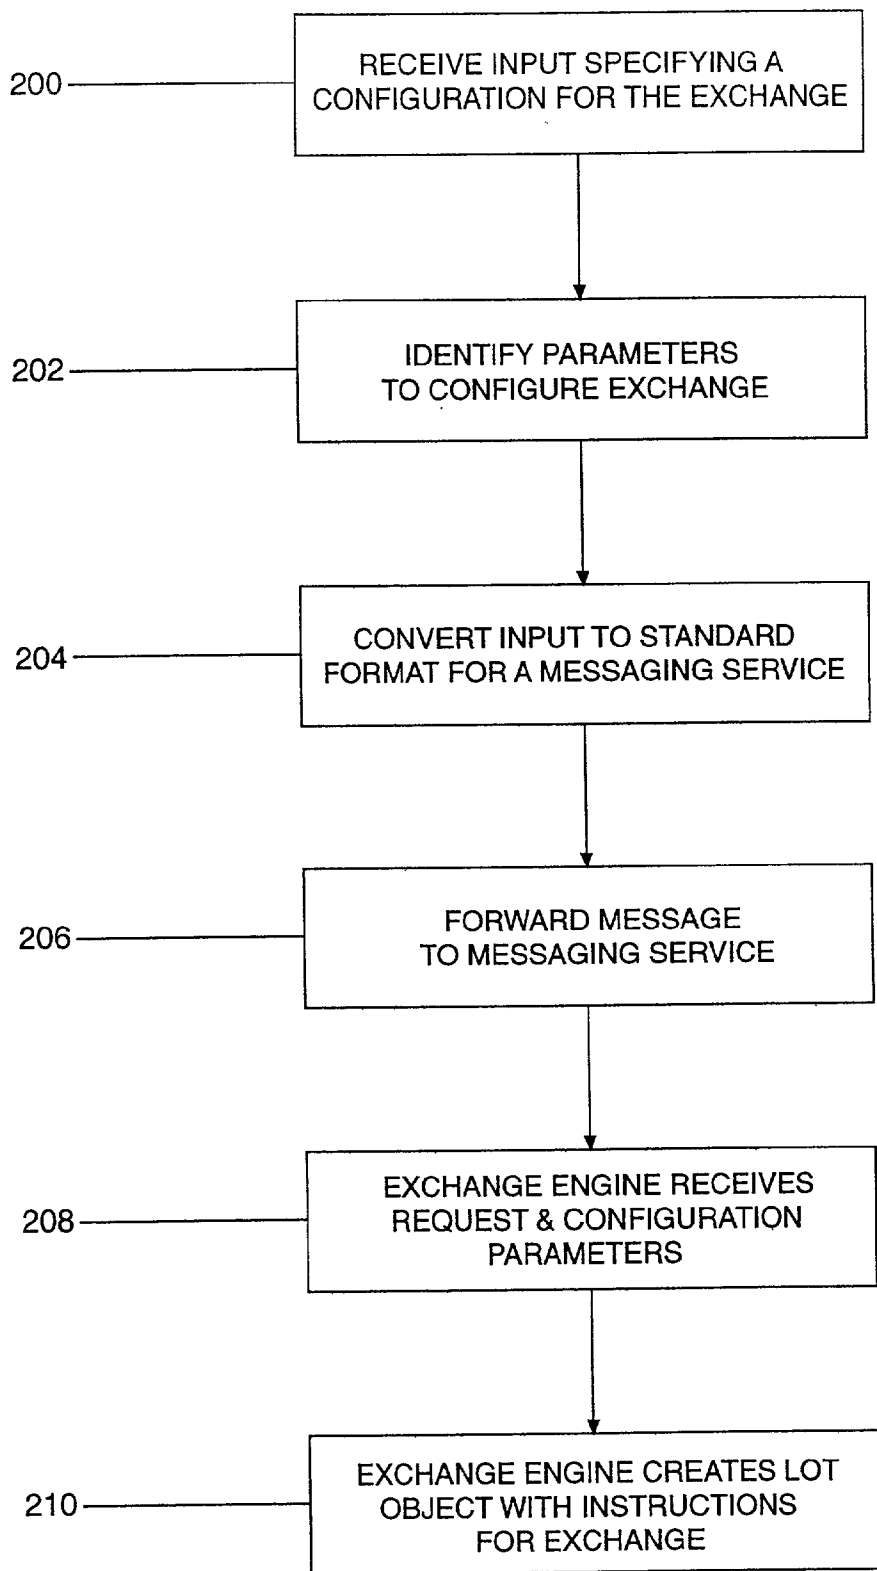 200
RECEIVE INPUT SPECIFYING A
CONFIGURATION FOR THE EXCHANGE
202
IDENTIFY PARAMETERS
TO CONFIGURE EXCHANGE
204
CONVERT INPUT TO STANDARD
FORMAT FOR A MESSAGING SERVICE
206
FORWARD MESSAGE
TO MESSAGING SERVICE
208
EXCHANGE ENGINE RECEIVES
REQUEST & CONFIGURATION
PARAMETERS
210
EXCHANGE ENGINE CREATES LOT
OBJECT WITH INSTRUCTIONS
FOR EXCHANGE